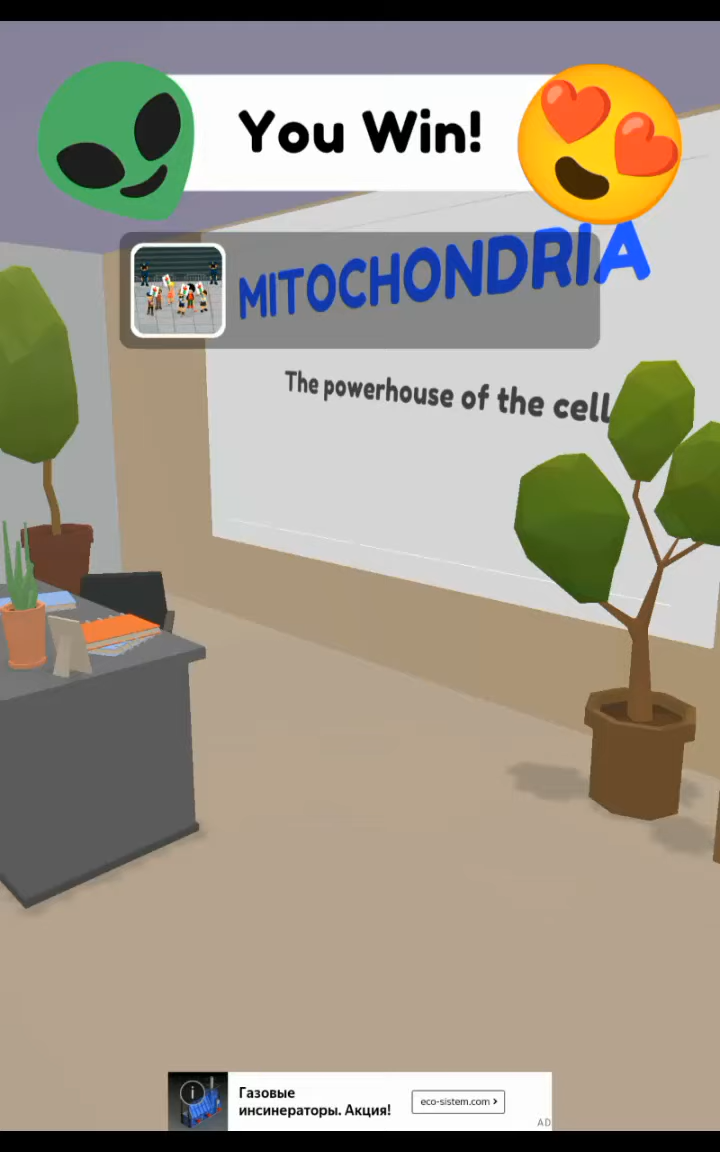 You Win!
MITOCHONDRIA
The powerhouse of the cell
Газовые
инсинераторы. Акция!
eco-sistem.com >
AD